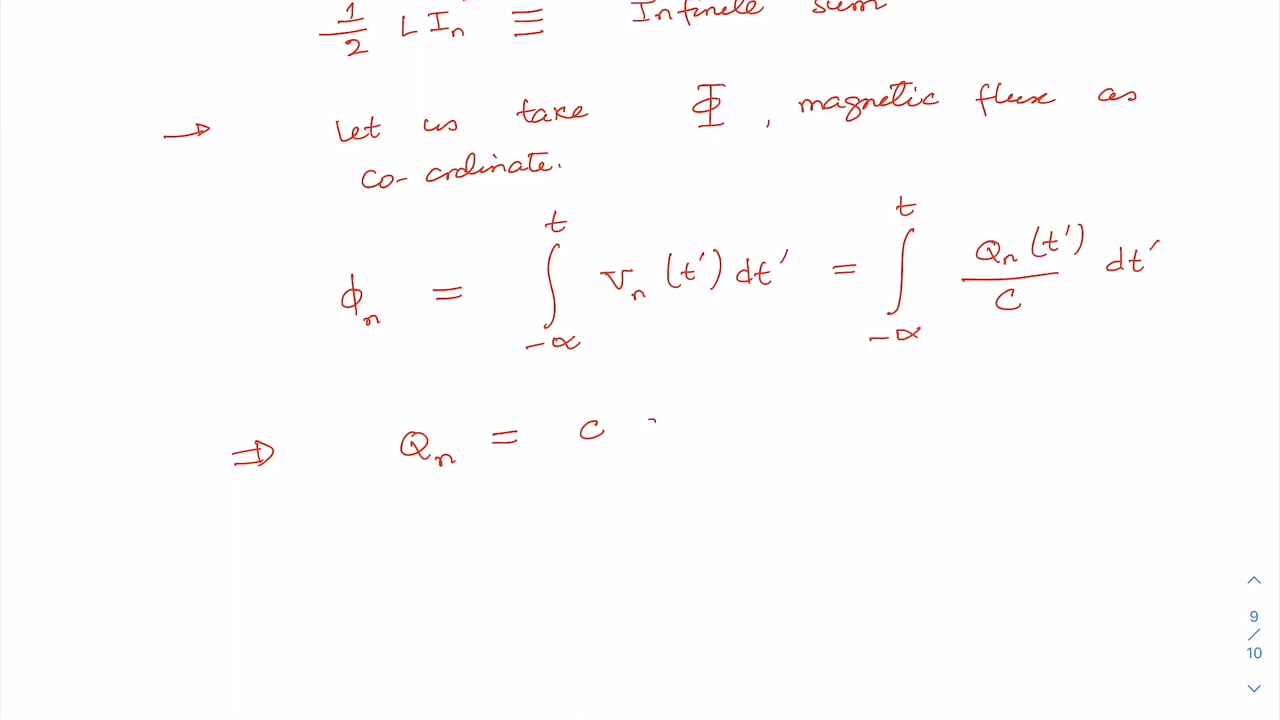 1/2 L I_n ≡ Infinite sum
→ Let us take Φ, magnetic flux as
co-ordinate.
ϕ_n = ∫_{-∝}^{t} V_n (t') dt' = ∫_{-∝}^{t} Q_n (t') / C dt'
⇒ Q_n = C
9
/
10